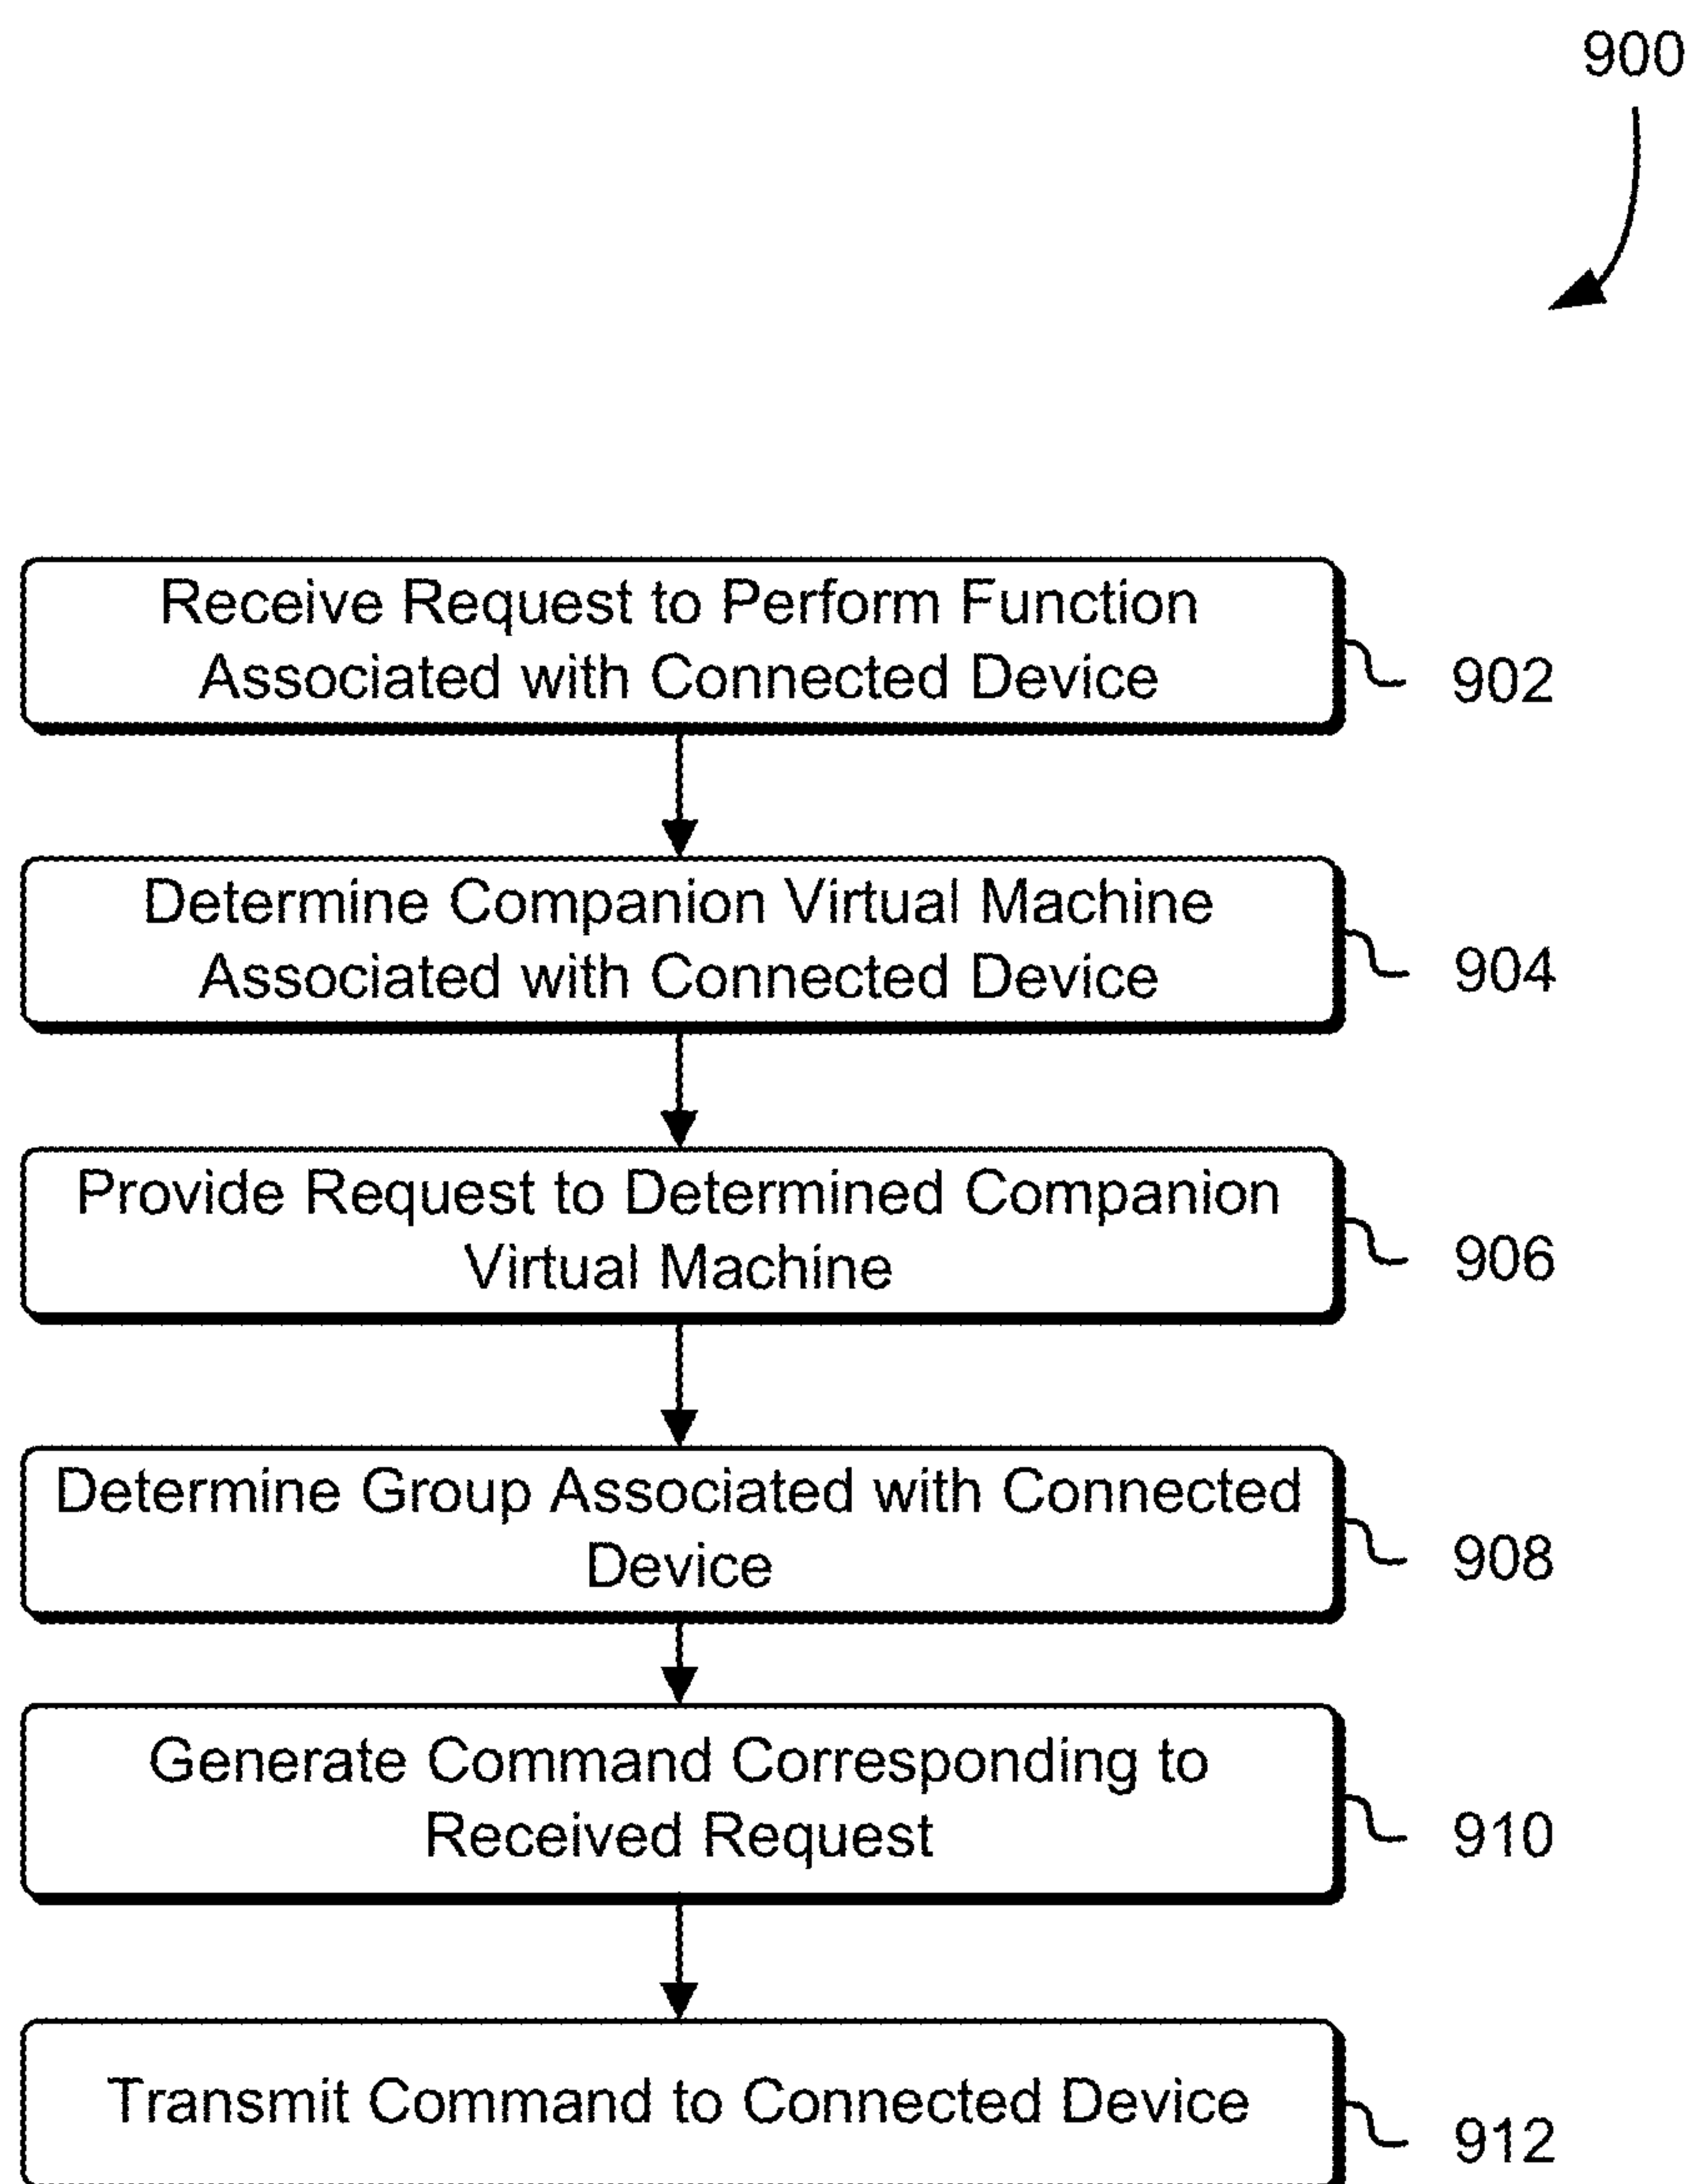 900
Receive Request to Perform Function
Associated with Connected Device
902
Determine Companion Virtual Machine
Associated with Connected Device
904
Provide Request to Determined Companion
Virtual Machine
906
Determine Group Associated with Connected
Device
908
Generate Command Corresponding to
Received Request
910
Transmit Command to Connected Device
912